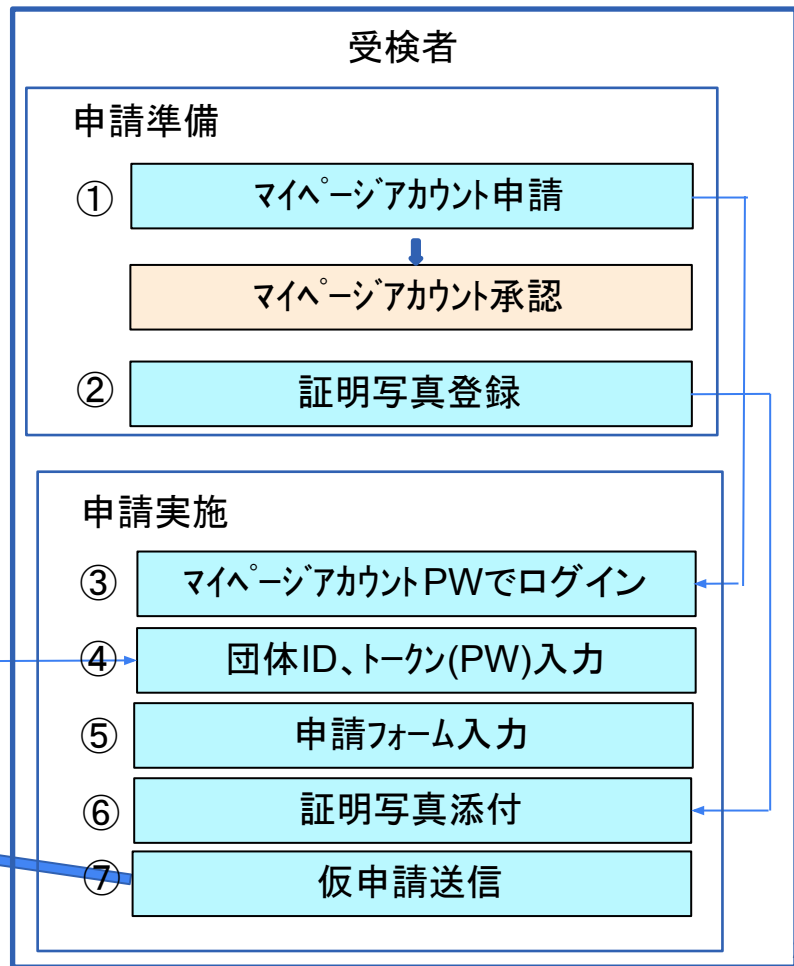 受検者
申請準備
① ﾏｲﾍﾟｰｼﾞｱｶｳﾝﾄ申請
ﾏｲﾍﾟｰｼﾞｱｶｳﾝﾄ承認
② 証明写真登録
申請実施
③ ﾏｲﾍﾟｰｼﾞｱｶｳﾝﾄPWでログイン
④ 団体ID、ﾄｰｸﾝ(PW)入力
⑤ 申請ﾌｫｰﾑ入力
⑥ 証明写真添付
⑦ 仮申請送信